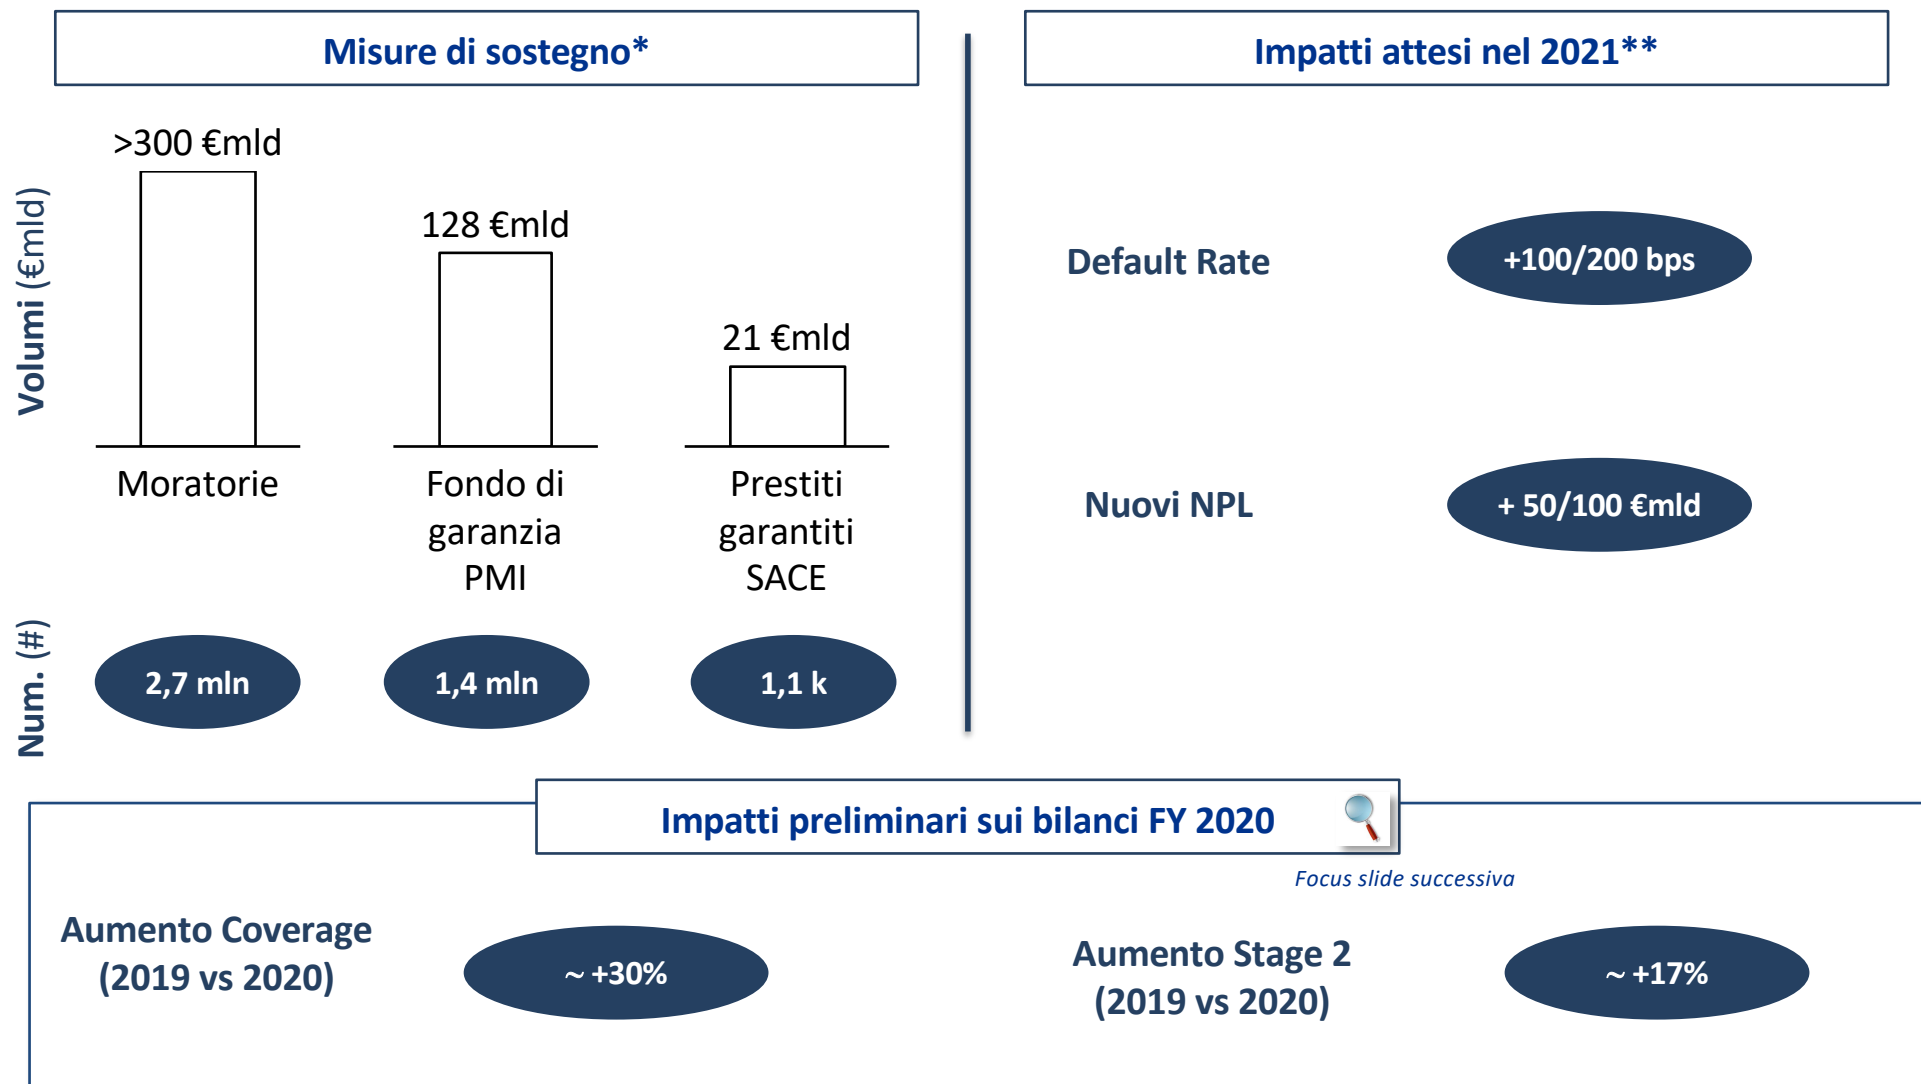 Misure di sostegno*
Volumi (€mld)
>300 €mld
128 €mld
21 €mld
Moratorie
Fondo di
garanzia
PMI
Prestiti
garantiti
SACE
Num. (#)
2,7 mln
1,4 mln
1,1 k
Impatti attesi nel 2021**
Default Rate
+100/200 bps
Nuovi NPL
+ 50/100 €mld
Impatti preliminari sui bilanci FY 2020
Focus slide successiva
Aumento Coverage
(2019 vs 2020)
~ +30%
Aumento Stage 2
(2019 vs 2020)
~ +17%